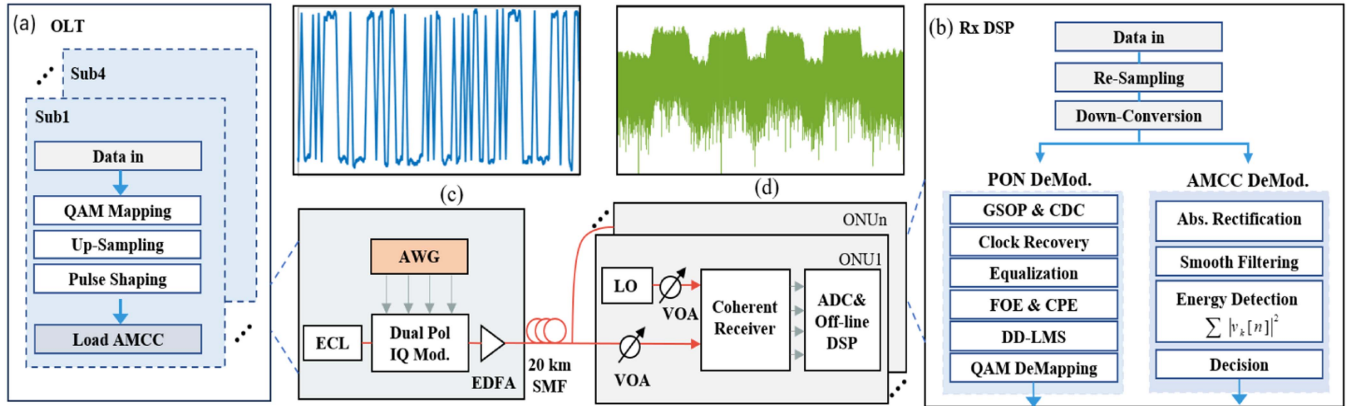 (a)
OLT
Sub4
Sub1
Data in
QAM Mapping
Up-Sampling
Pulse Shaping
Load AMCC
(c)
(d)
AWG
ECL
Dual Pol
IQ Mod.
EDFA
20 km
SMF
ONUn
ONU1
LO
VOA
VOA
Coherent
Receiver
ADC&
Off-line
DSP
(b) Rx DSP
Data in
Re-Sampling
Down-Conversion
PON DeMod.
GSOP & CDC
Clock Recovery
Equalization
FOE & CPE
DD-LMS
QAM DeMapping
AMCC DeMod.
Abs. Rectification
Smooth Filtering
Energy Detection
∑ |v_k[n]|²
Decision